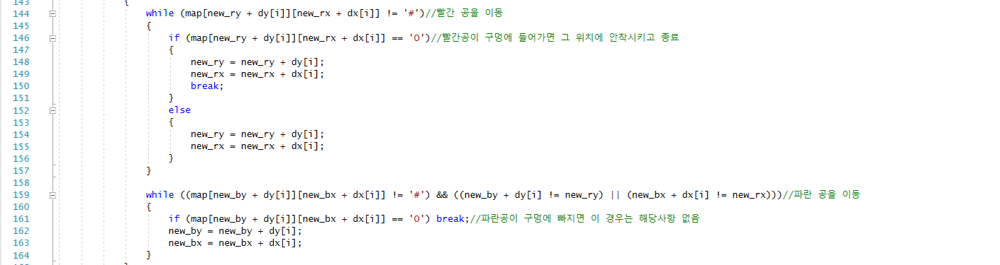 143 {
144 while (map[new_ry + dy[i]][new_rx + dx[i]] != '#')//빨간 공을 이동
145 {
146 if (map[new_ry + dy[i]][new_rx + dx[i]] == 'O')//빨간공이 구멍에 들어가면 그 위치에 안착시키고 종료
147 {
148 new_ry = new_ry + dy[i];
149 new_rx = new_rx + dx[i];
150 break;
151 }
152 else
153 {
154 new_ry = new_ry + dy[i];
155 new_rx = new_rx + dx[i];
156 }
157 }
158
159 while ((map[new_by + dy[i]][new_bx + dx[i]] != '#') && ((new_by + dy[i] != new_ry) || (new_bx + dx[i] != new_rx)))//파란 공을 이동
160 {
161 if (map[new_by + dy[i]][new_bx + dx[i]] == 'O') break;//파란공이 구멍에 빠지면 이 경우는 해당사항 없음
162 new_by = new_by + dy[i];
163 new_bx = new_bx + dx[i];
164 }